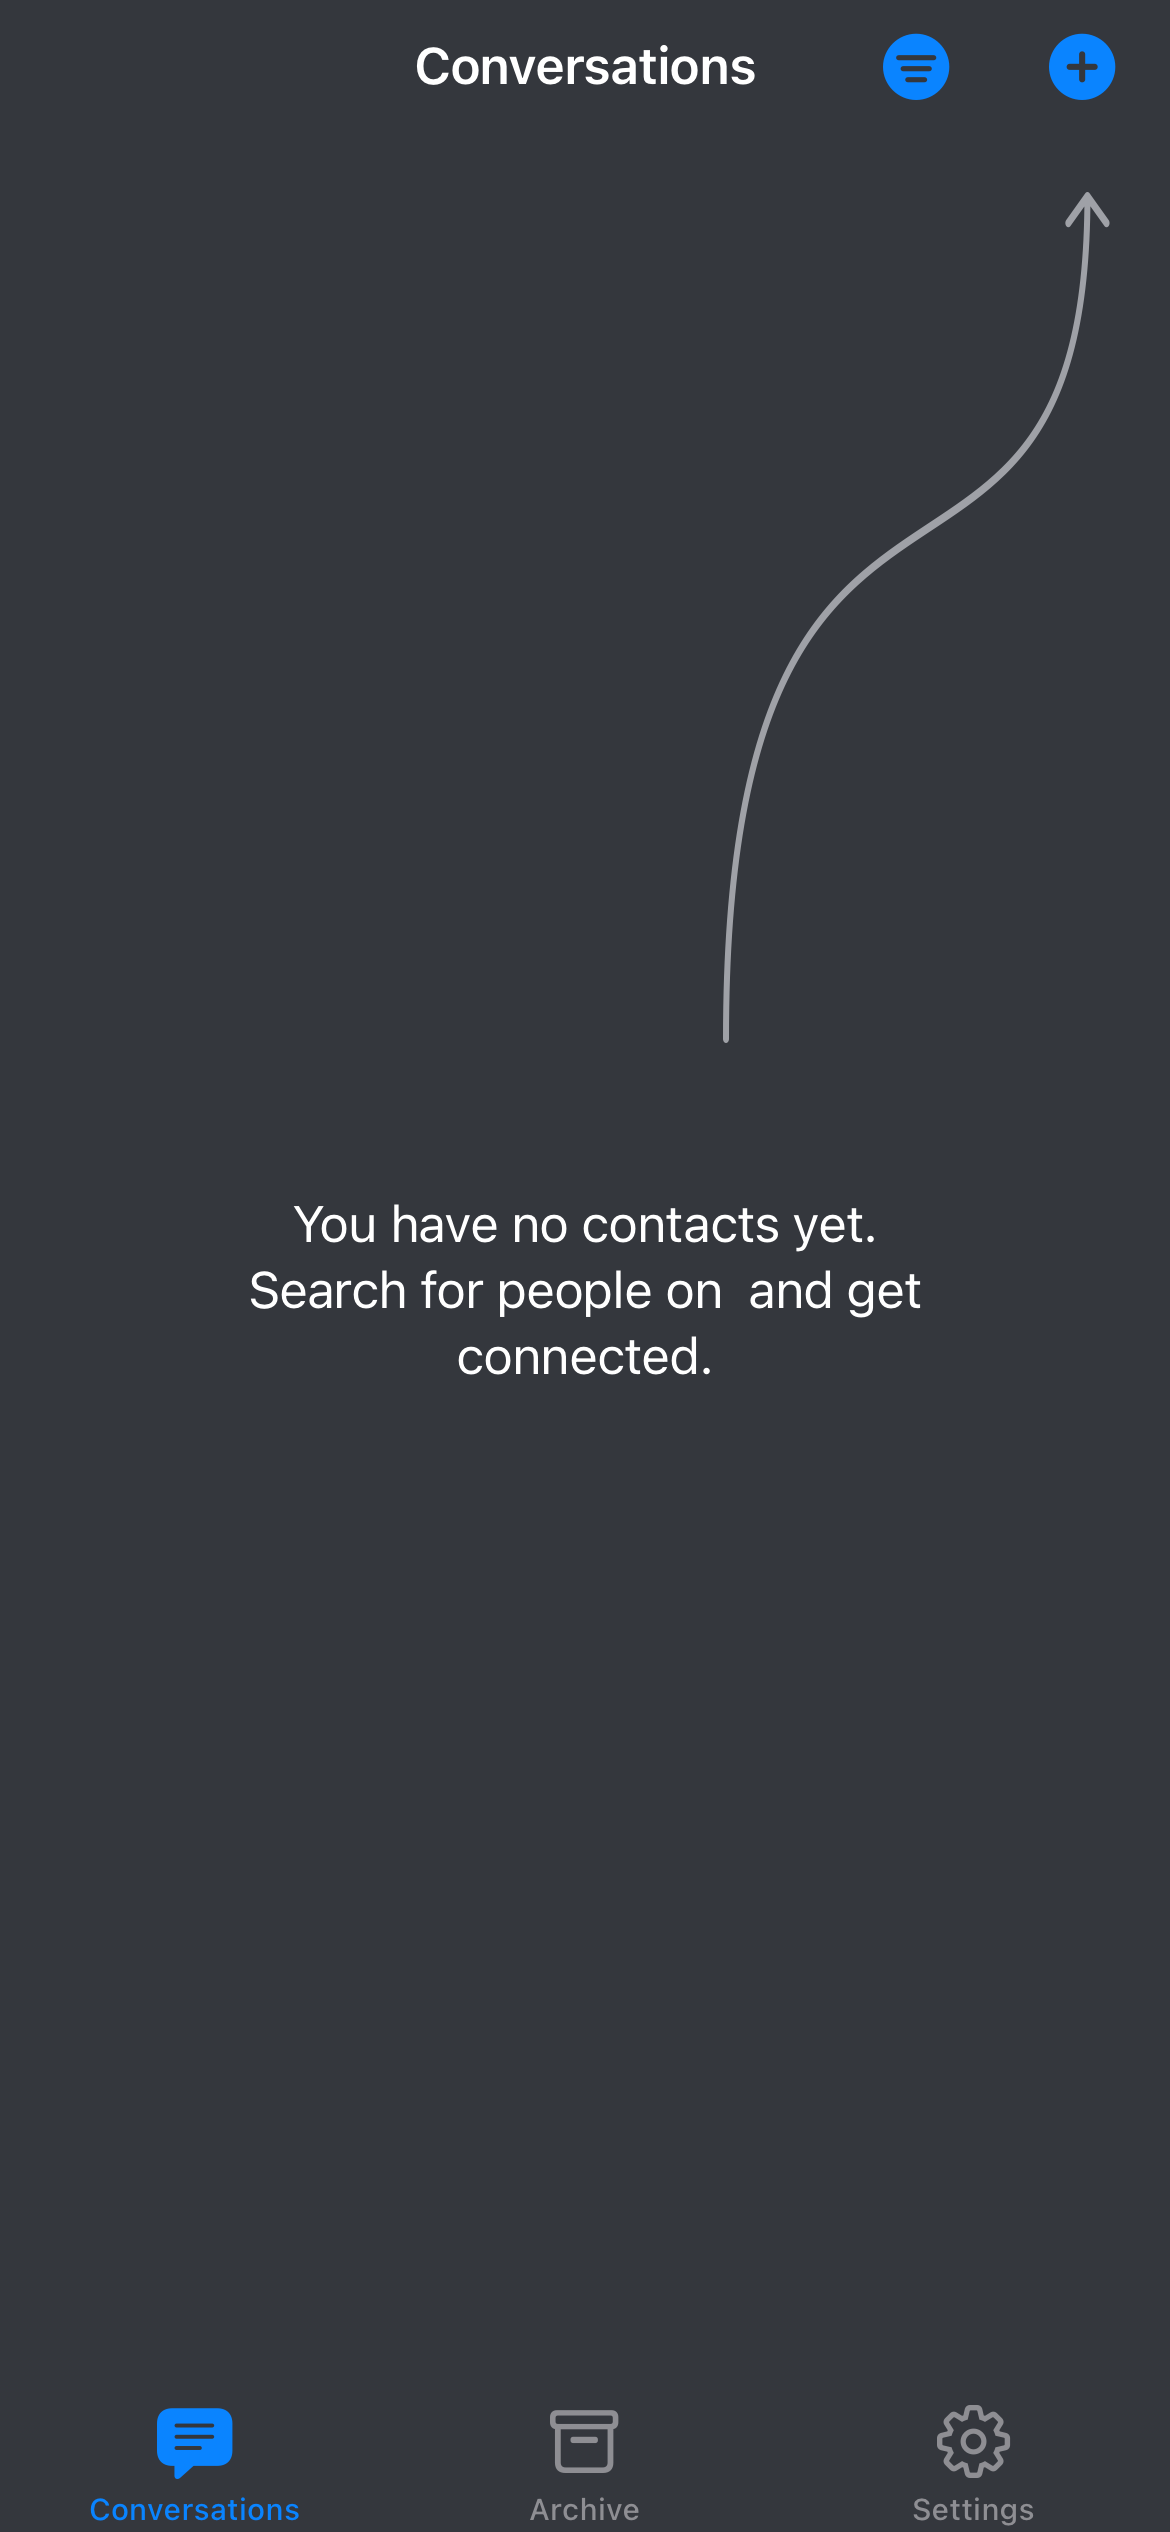 Conversations
You have no contacts yet.
Search for people on  and get
connected.
Conversations
Archive
Settings